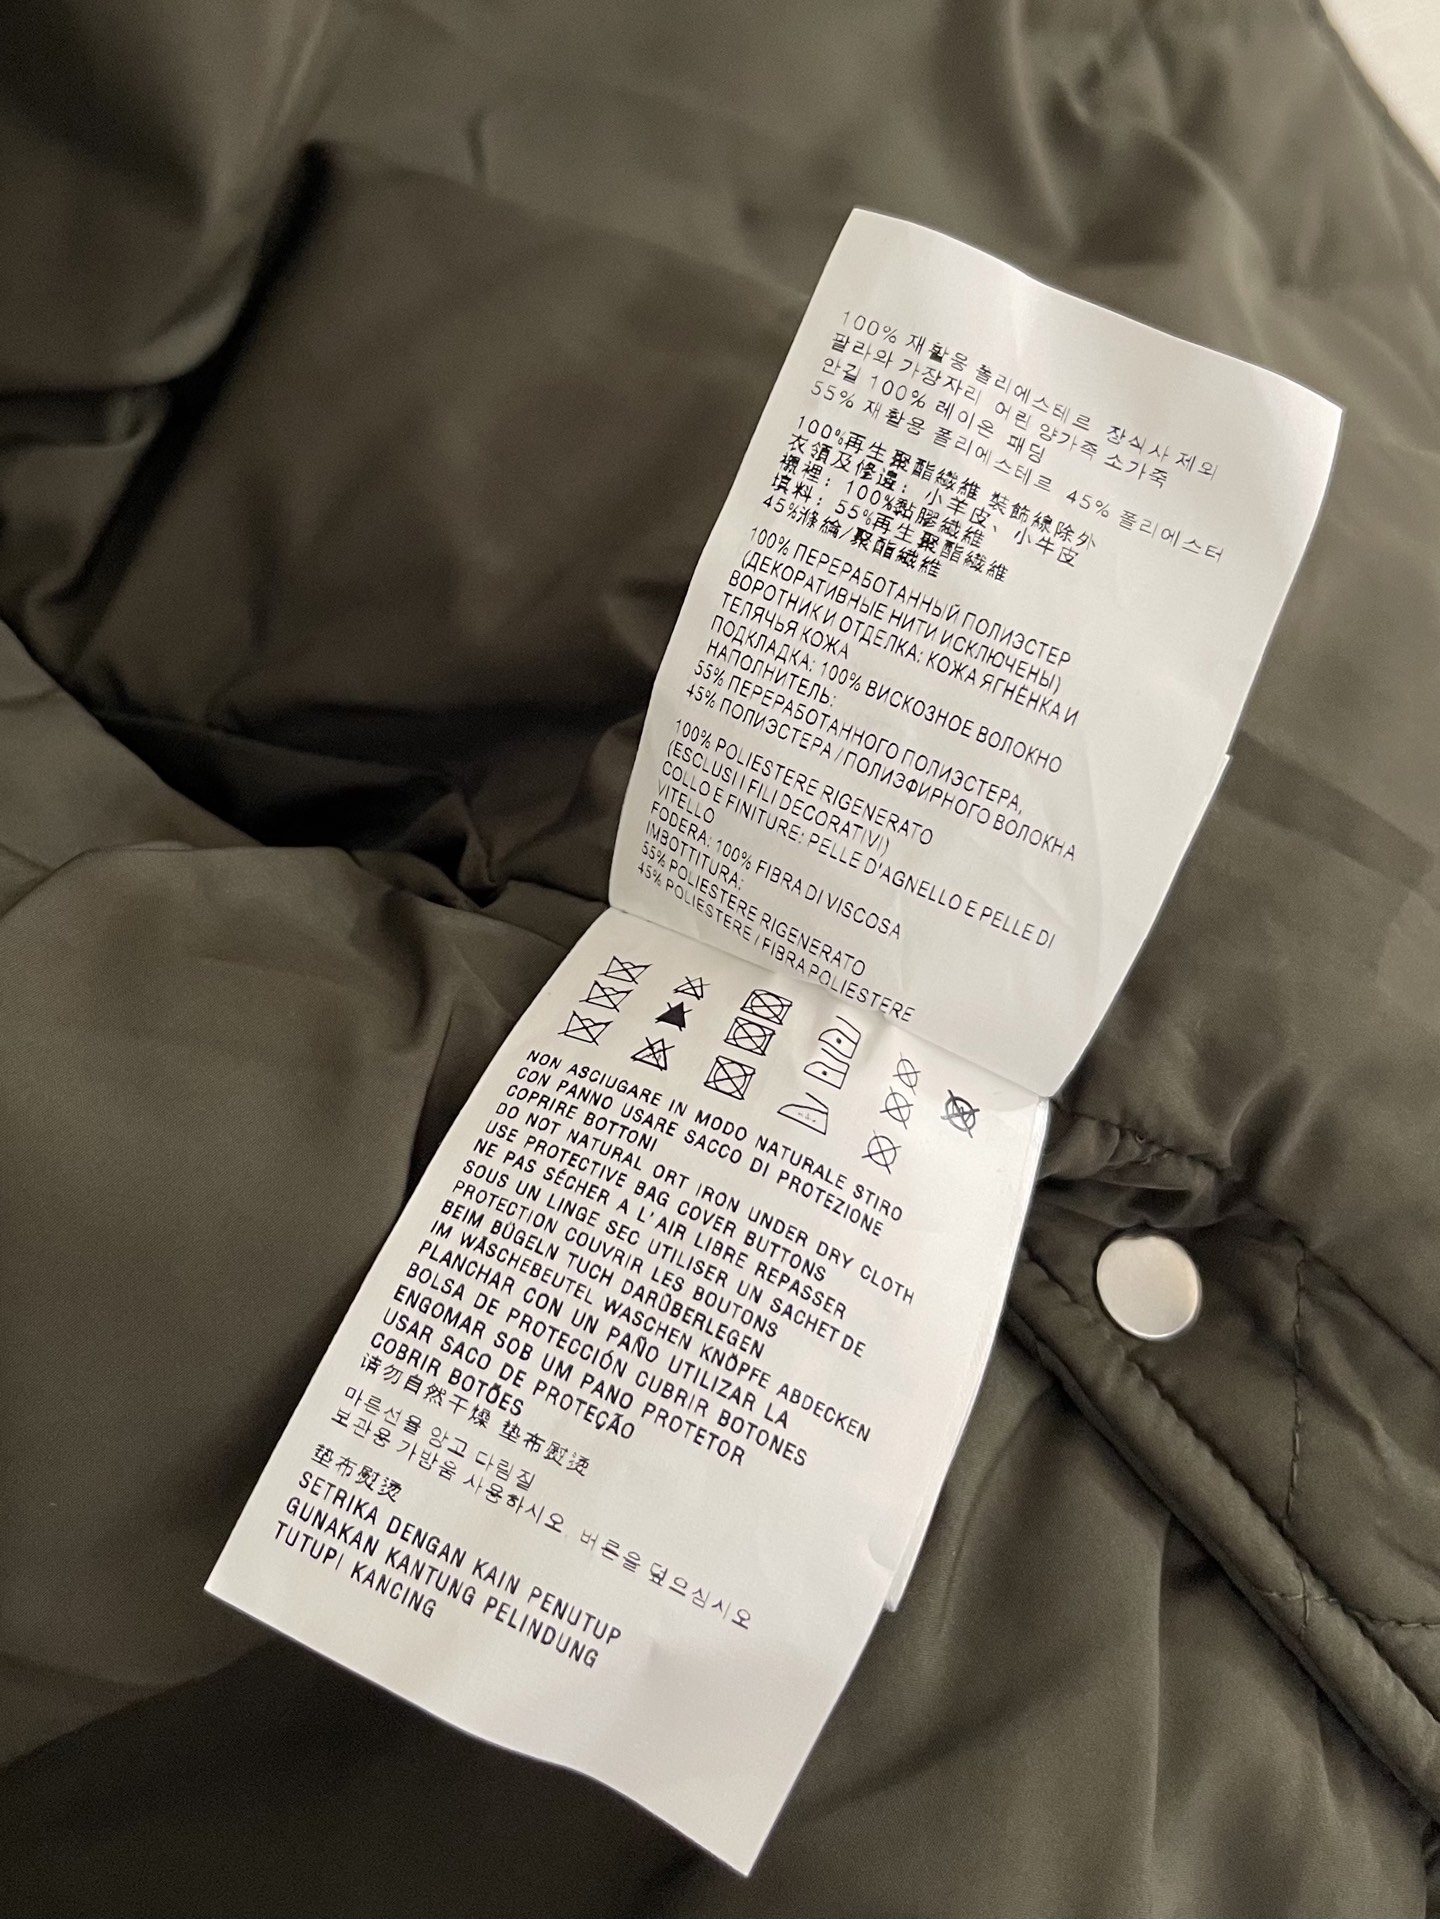 100% 재활용 폴리에스테르 장식사 제외
팔라와 가장자리 어린 양가죽 소가죽
안길 100% 레이온 패딩
55% 재활용 폴리에스테르 45% 폴리에스터
100%再生聚酯纖維 裝飾線除外
衣領及修邊: 小羊皮、小牛皮
襯裡: 100%黏膠纖維
填料: 55%再生聚酯纖維
45%滌綸/聚酯纖維
100% ПЕРЕРАБОТАННЫЙ ПОЛИЭСТЕР
(ДЕКОРАТИВНЫЕ НИТИ ИСКЛЮЧЕНЫ)
ВОРОТНИК И ОТДЕЛКА: КОЖА ЯГНЁНКА И
ТЕЛЯЧЬЯ КОЖА
ПОДКЛАДКА: 100% ВИСКОЗНОЕ ВОЛОКНО
НАПОЛНИТЕЛЬ:
55% ПЕРЕРАБОТАННОГО ПОЛИЭСТЕРА,
45% ПОЛИЭСТЕРА / ПОЛИЭФИРНОГО ВОЛОКНА
100% POLIESTERE RIGENERATO
(ESCLUSI I FILI DECORATIVI)
COLLO E FINITURE: PELLE D'AGNELLO E PELLE DI
VITELLO
FODERA: 100% FIBRA DI VISCOSA
IMBOTTITURA:
55% POLIESTERE RIGENERATO
45% POLIESTERE / FIBRA POLIESTERE
NON ASCIUGARE IN MODO NATURALE STIRO
CON PANNO USARE SACCO DI PROTEZIONE
COPRIRE BOTTONI
DO NOT NATURAL ORT IRON UNDER DRY CLOTH
USE PROTECTIVE BAG COVER BUTTONS
NE PAS SÉCHER A L'AIR LIBRE REPASSER
SOUS UN LINGE SEC UTILISER UN SACHET DE
PROTECTION COUVRIR LES BOUTONS
BEIM BÜGELN TUCH DARÜBERLEGEN
IM WÄSCHEBEUTEL WASCHEN KNÖPFE ABDECKEN
PLANCHAR CON UN PAÑO UTILIZAR LA
BOLSA DE PROTECCIÓN CUBRIR BOTONES
ENGOMAR SOB UM PANO PROTETOR
USAR SACO DE PROTEÇÃO
COBRIR BOTÕES
请勿自然干燥 垫布熨烫
마른선율 앉고 다림질
보관용 가방움 사용하시오. 버튼을 덮으십시오
垫布熨烫
SETRIKA DENGAN KAIN PENUTUP
GUNAKAN KANTUNG PELINDUNG
TUTUPI KANCING